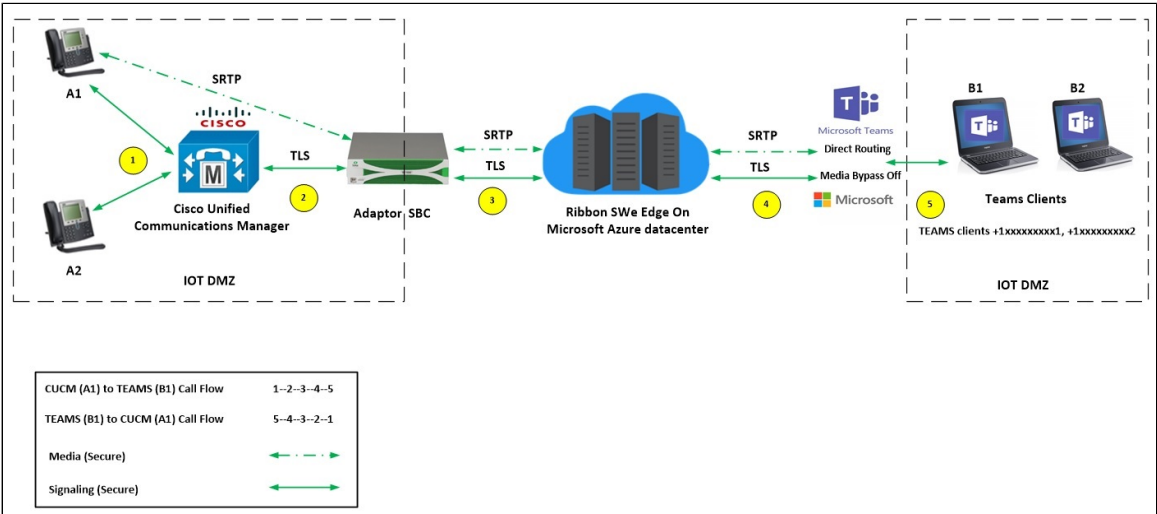 A1
SRTP
CISCO
1
M
TLS
2
Cisco Unified
Communications Manager
A2
IOT DMZ
Adaptor SBC
SRTP
TLS
3
Ribbon SWe Edge On
Microsoft Azure datacenter
SRTP
TLS
4
Microsoft Teams
Direct Routing
Media Bypass Off
Microsoft
5
B1
B2
Teams Clients
TEAMS clients +1xxxxxxxxx1, +1xxxxxxxxx2
IOT DMZ
CUCM (A1) to TEAMS (B1) Call Flow 1--2--3--4--5
TEAMS (B1) to CUCM (A1) Call Flow 5--4--3--2--1
Media (Secure)
Signaling (Secure)